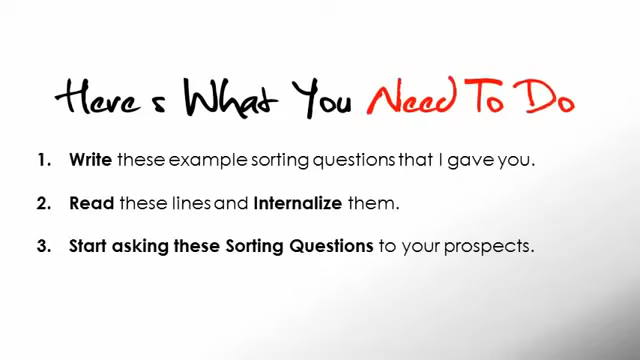 Here s What You Need To Do
1. Write these example sorting questions that I gave you.
2. Read these lines and Internalize them.
3. Start asking these Sorting Questions to your prospects.